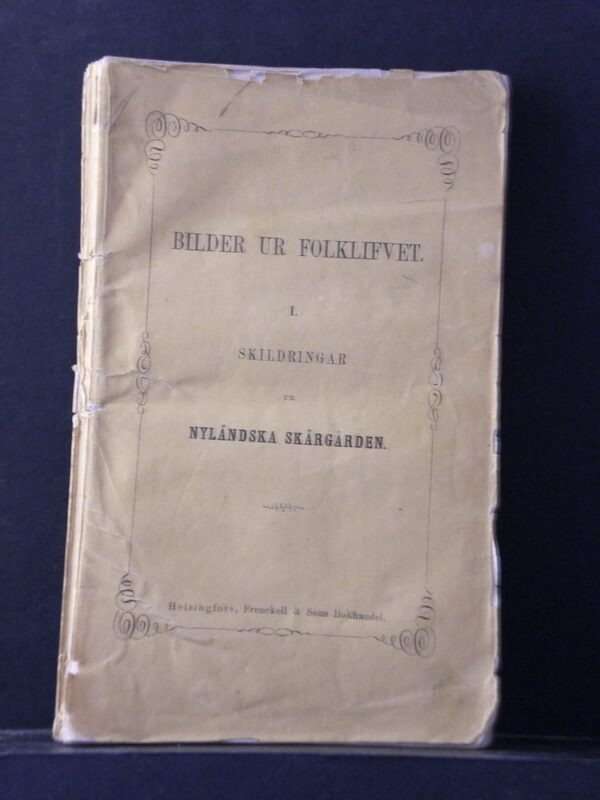 BILDER UR FOLKLIFVET.
I.
SKILDRINGAR
UR
NYLÄNDSKA SKÄRGÅRDEN.
Helsingfors, Frenckell & Sons Bokhandel.